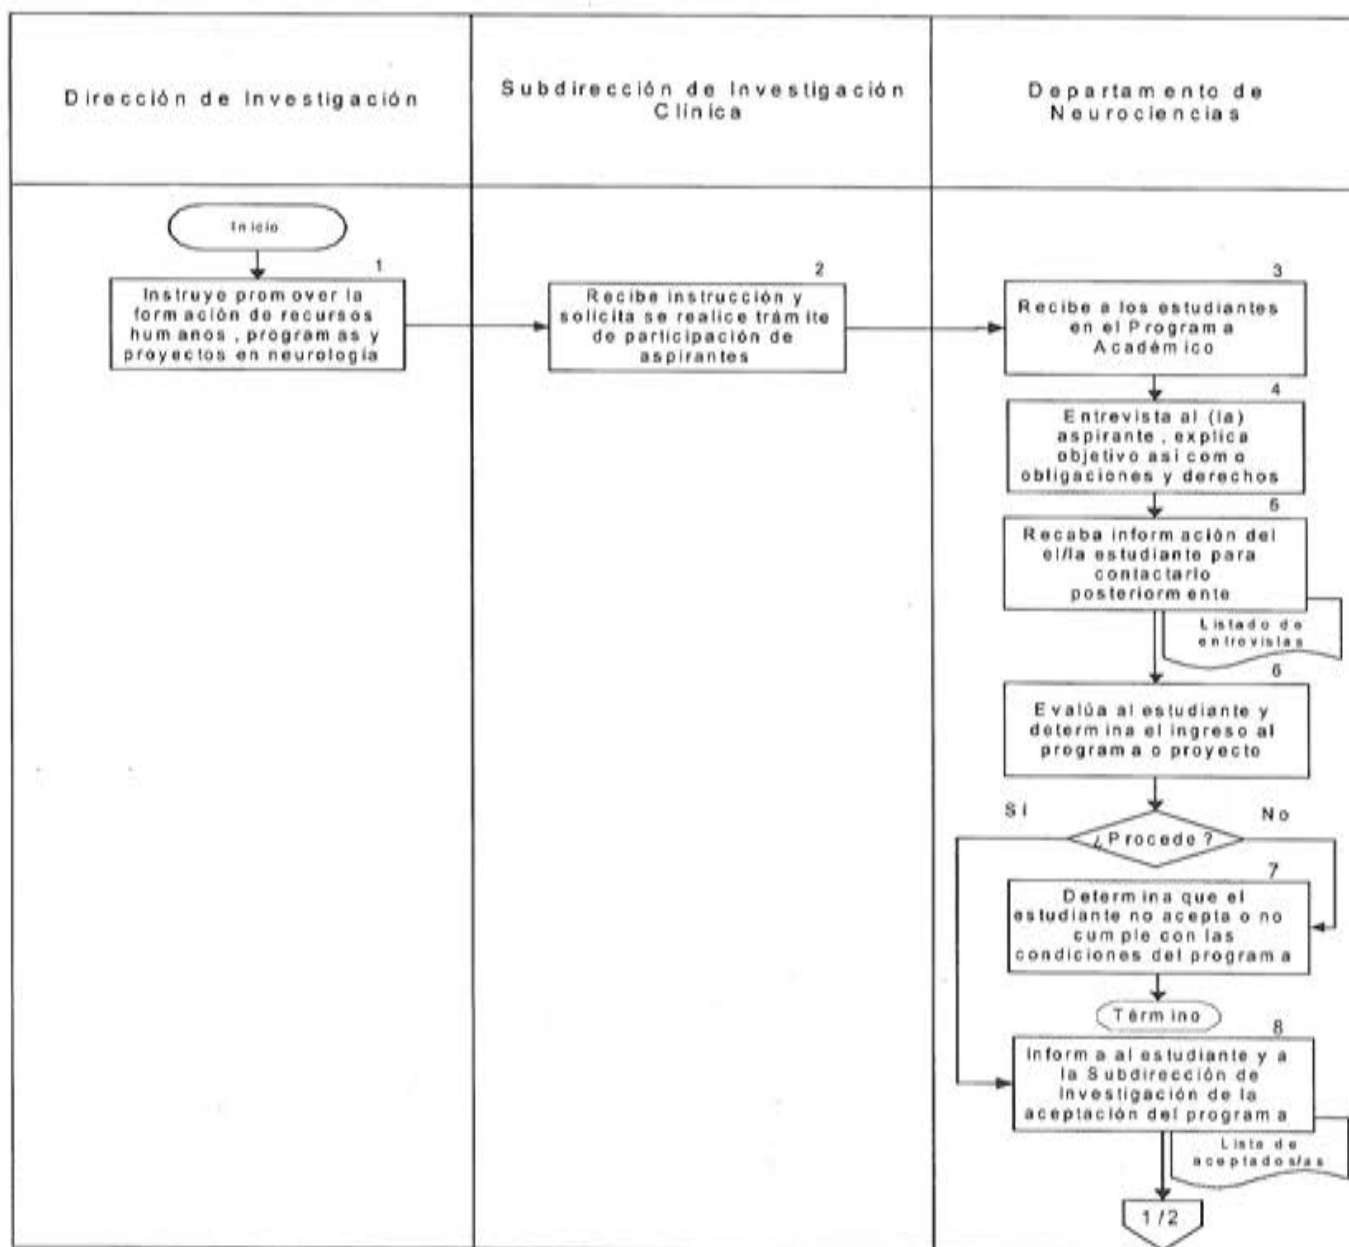 Dirección de Investigación
Subdirección de Investigación
Clínica
Departamento de
Neurociencias
Inicio
1
Instruye promover la
formación de recursos
humanos, programas y
proyectos en neurología
2
Recibe instrucción y
solicita se realice trámite
de participación de
aspirantes
3
Recibe a los estudiantes
en el Programa
Académico
4
Entrevista al (la)
aspirante, explica
objetivo así como
obligaciones y derechos
5
Recaba información del
el/la estudiante para
contactarlo
posteriormente
Listado de
entrevistas
6
Evalúa al estudiante y
determina el ingreso al
programa o proyecto
Sí
No
¿Procede?
7
Determina que el
estudiante no acepta o no
cumple con las
condiciones del programa
Término
8
Informa al estudiante y a
la Subdirección de
Investigación de la
aceptación del programa
Lista de
aceptados/as
1/2